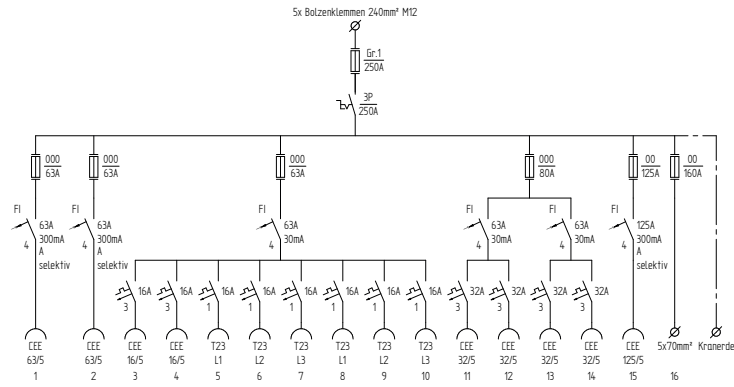 5x Bolzenklemmen 240mm² M12
Gr.1
250A
3P
250A
000
63A
000
63A
000
63A
000
80A
00
125A
00
160A
FI
63A
300mA
A
selektiv
4
FI
63A
300mA
A
selektiv
4
FI
63A
30mA
4
FI
63A
30mA
4
FI
63A
30mA
4
FI
125A
300mA
A
selektiv
4
16A
3
16A
3
16A
1
16A
1
16A
1
16A
1
16A
1
16A
1
32A
3
32A
3
32A
3
32A
3
CEE CEE CEE CEE T23 T23 T23 T23 T23 T23 CEE CEE CEE CEE CEE 5x70mm² Kranerde
63/5 63/5 16/5 16/5 L1 L2 L3 L1 L2 L3 32/5 32/5 32/5 32/5 125/5
1 2 3 4 5 6 7 8 9 10 11 12 13 14 15 16